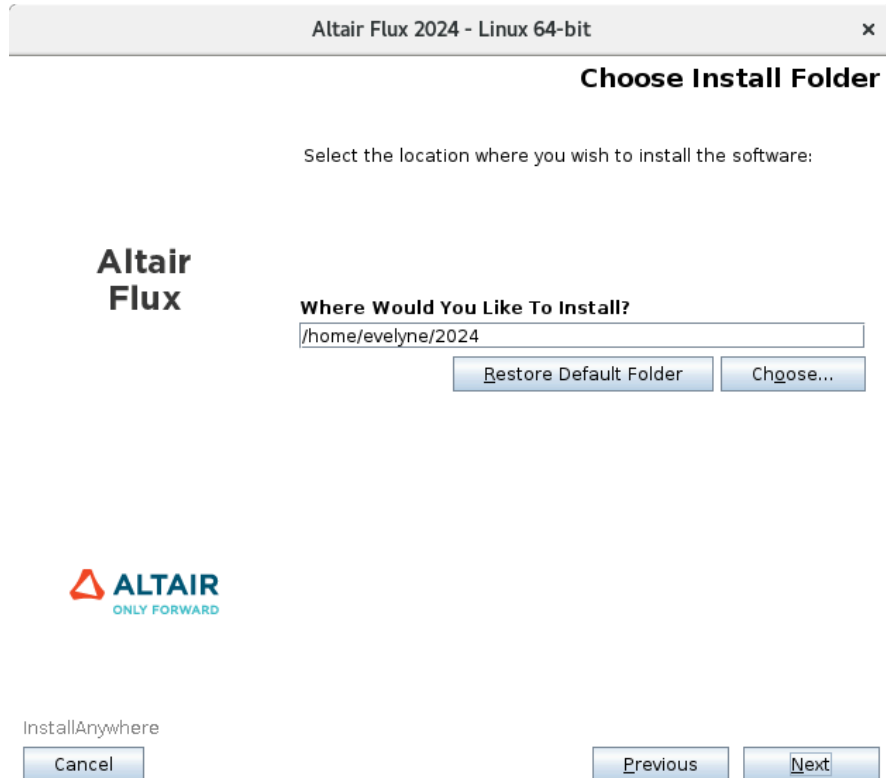 Altair Flux 2024 - Linux 64-bit ×
Choose Install Folder
Select the location where you wish to install the software:
Altair
Flux
Where Would You Like To Install?
/home/evelyne/2024
Restore Default Folder
Choose...
ALTAIR
ONLY FORWARD
InstallAnywhere
Cancel
Previous
Next